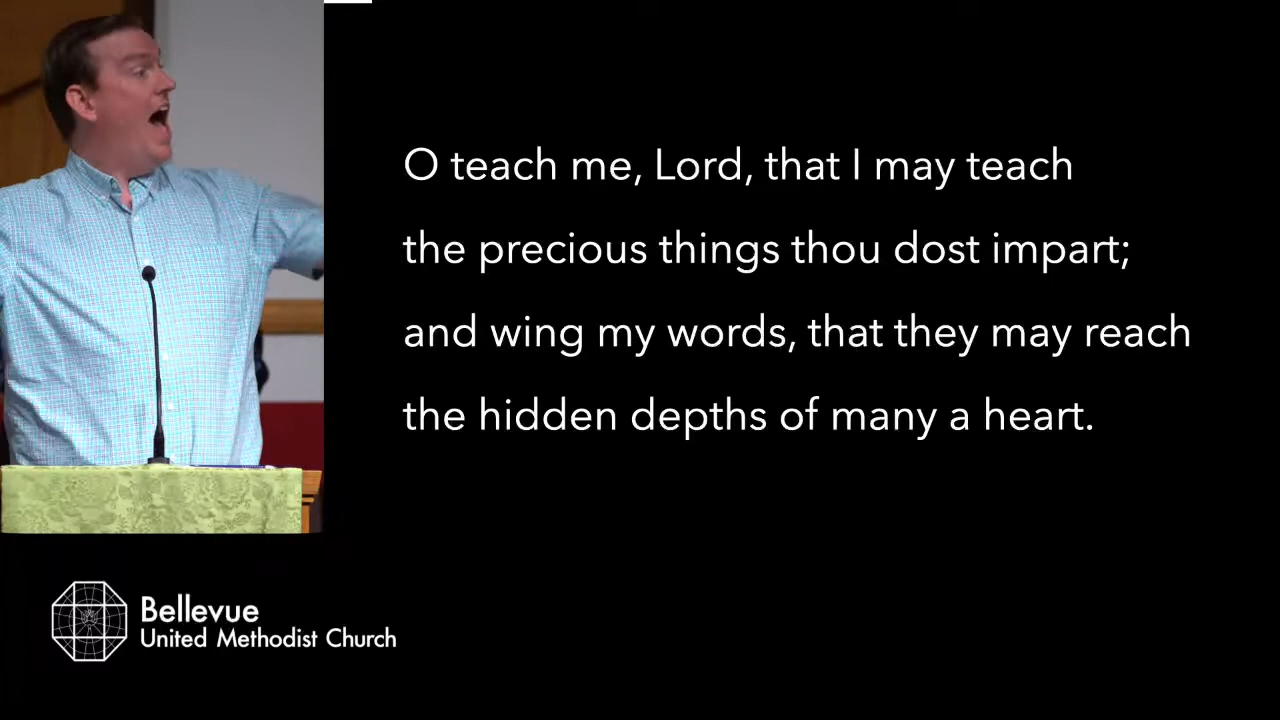 O teach me, Lord, that I may teach
the precious things thou dost impart;
and wing my words, that they may reach
the hidden depths of many a heart.
Bellevue
United Methodist Church